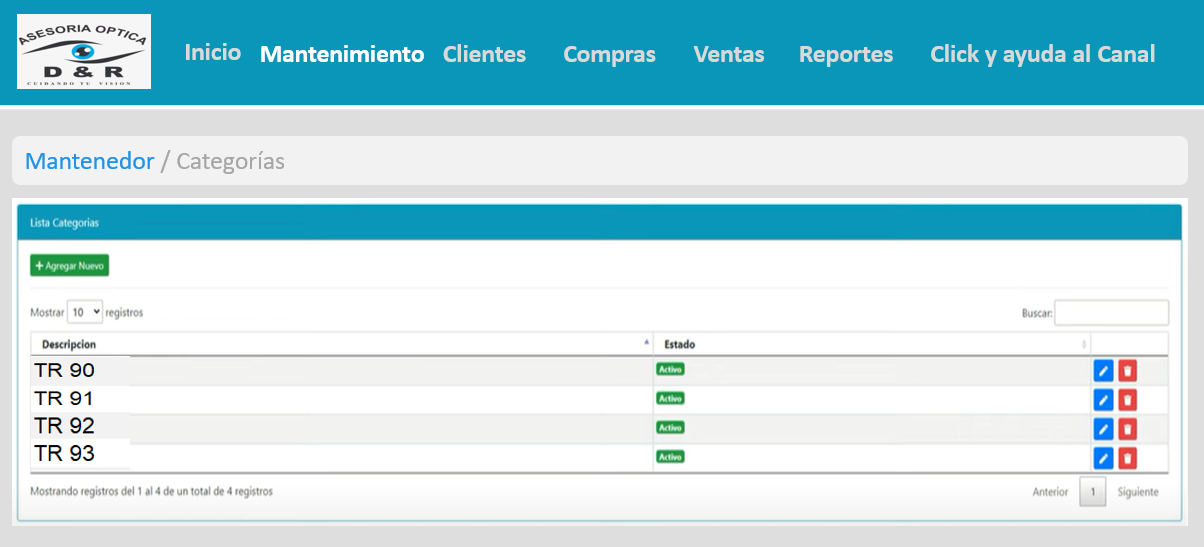 ASESORIA OPTICA
D & R
CUIDANDO TU VISION
Inicio Mantenimiento Clientes Compras Ventas Reportes Click y ayuda al Canal
Mantenedor / Categorías
Lista Categorias
+ Agregar Nuevo
Mostrar 10 registros Buscar:
Descripcion Estado
TR 90 Activo
TR 91 Activo
TR 92 Activo
TR 93 Activo
Mostrando registros del 1 al 4 de un total de 4 registros Anterior 1 Siguiente